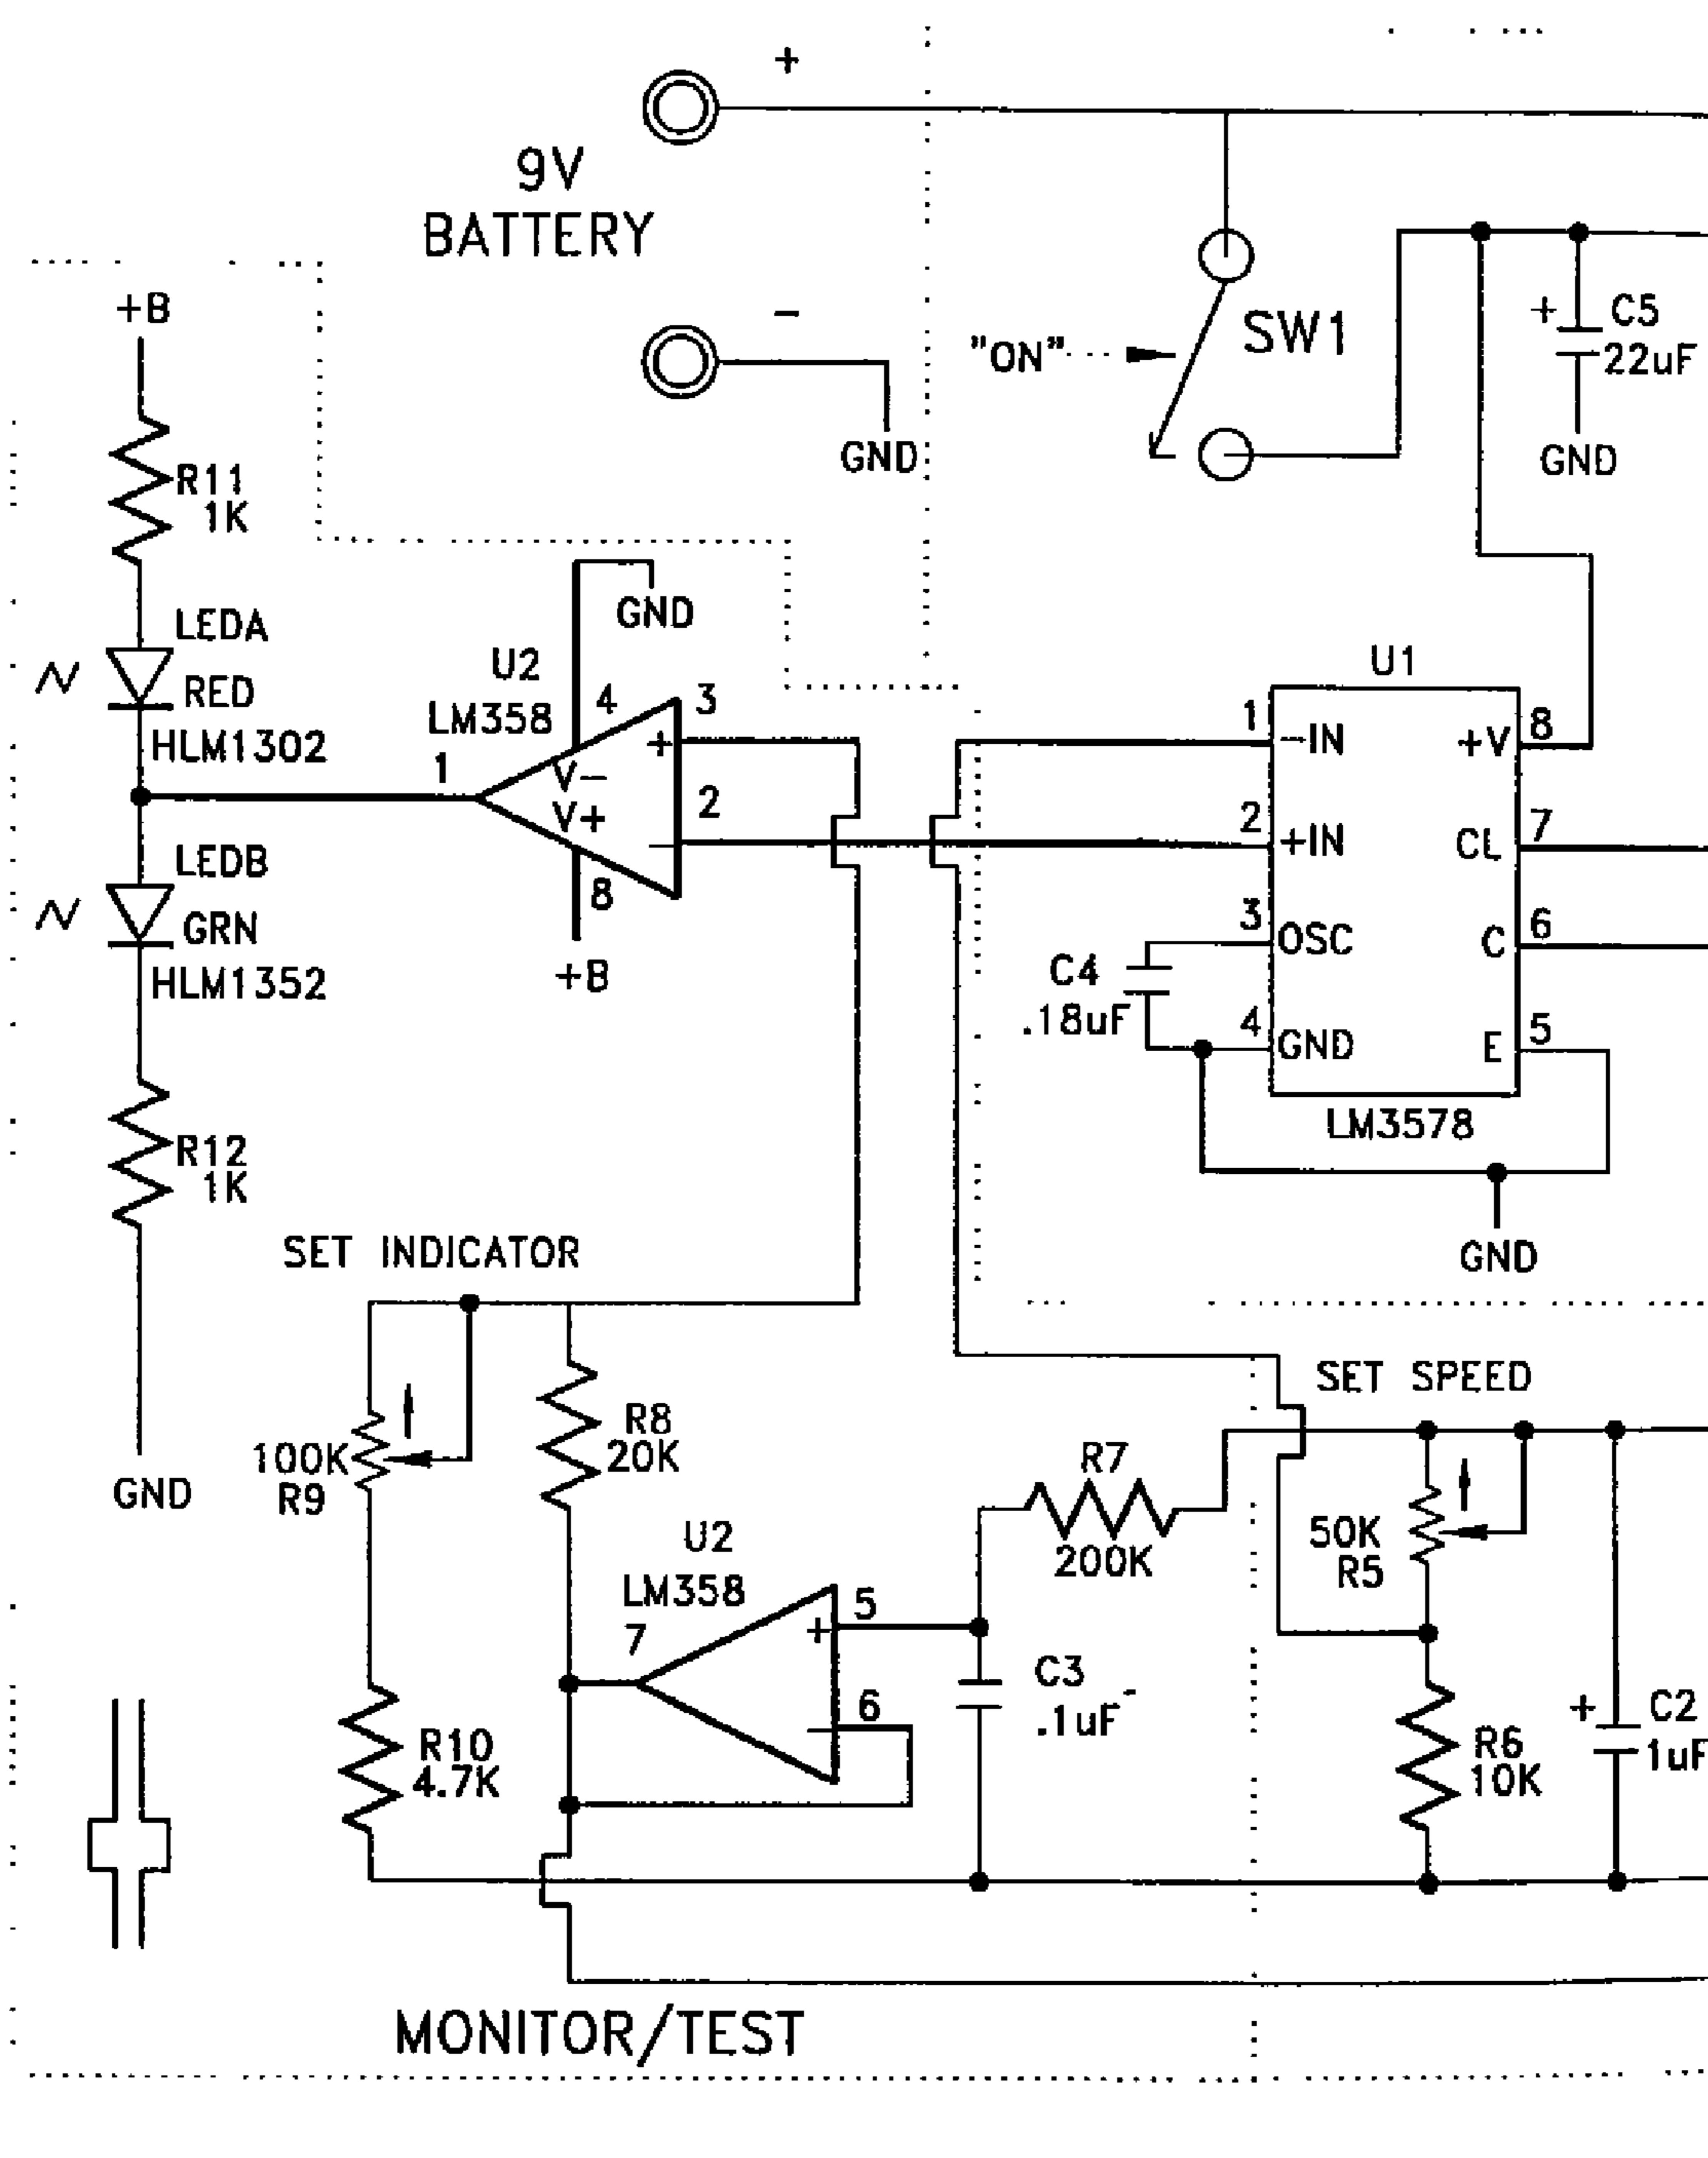 +
9V
BATTERY
-
GND
+B
R11
1K
LEDA
RED
HLM1302
LEDB
GRN
HLM1352
R12
1K
GND
GND
U2
LM358
4
3
1
+
V-
V+
2
-
8
+B
"ON"
SW1
+
C5
22uF
GND
U1
1
-IN
+V
8
2
+IN
CL
7
3
OSC
C
6
C4
.18uF
4
GND
E
5
LM3578
GND
SET INDICATOR
100K
R9
R8
20K
R7
200K
SET SPEED
50K
R5
U2
LM358
7
5
+
6
-
C3
.1uF
R10
4.7K
R6
10K
+
C2
1uF
MONITOR/TEST